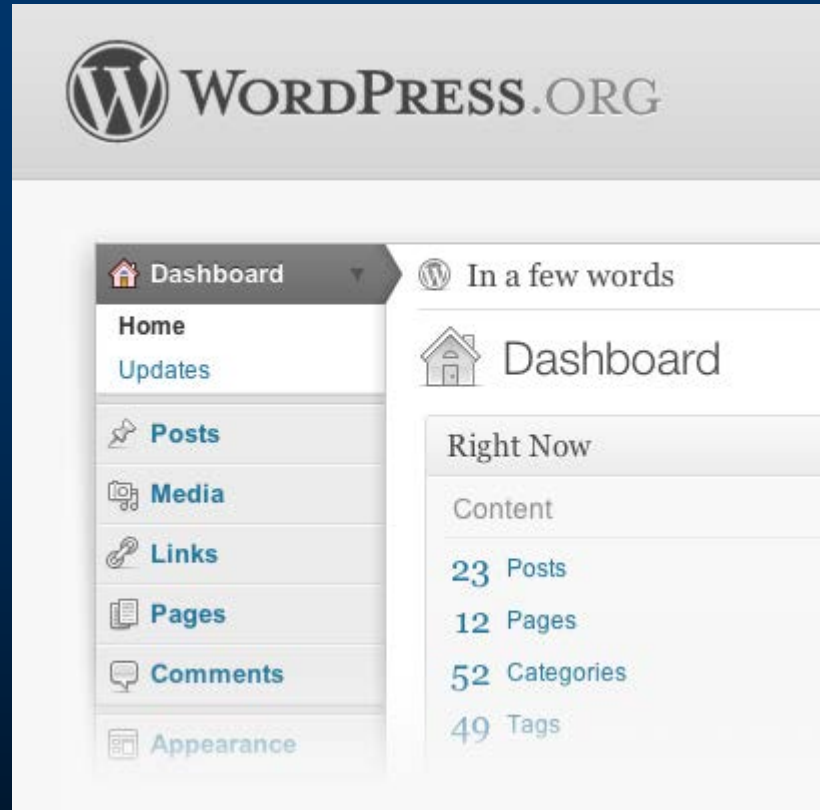 WORDPRESS.ORG
Dashboard
Home
Updates
Posts
Media
Links
Pages
Comments
Appearance
In a few words
Dashboard
Right Now
Content
23 Posts
12 Pages
52 Categories
49 Tags